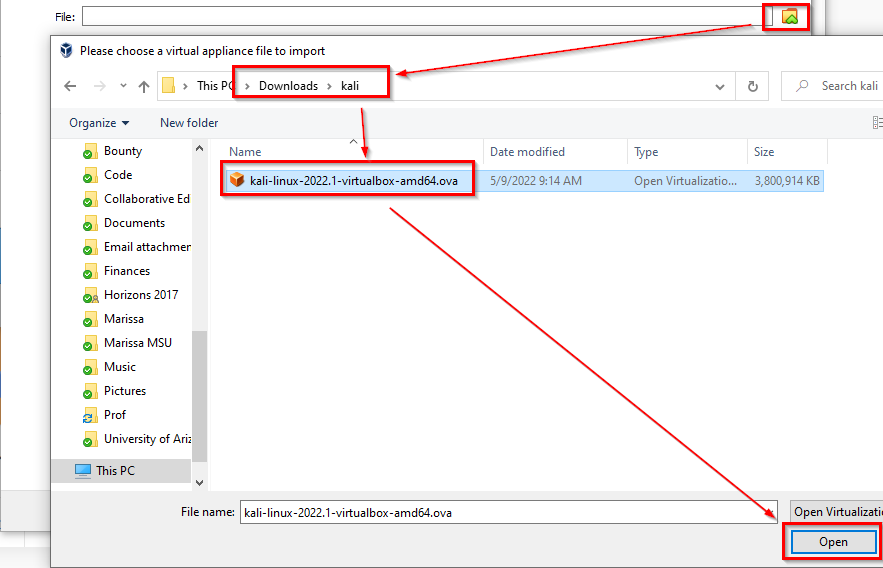 File:
Please choose a virtual appliance file to import
This PC > Downloads > kali
Search kali
Organize
New folder
Name Date modified Type Size
kali-linux-2022.1-virtualbox-amd64.ova 5/9/2022 9:14 AM Open Virtualizatio... 3,800,914 KB
Bounty
Code
Collaborative Ed
Documents
Email attachmen
Finances
Horizons 2017
Marissa
Marissa MSU
Music
Pictures
Prof
University of Ariz
This PC
File name: kali-linux-2022.1-virtualbox-amd64.ova
Open Virtualizati
Open